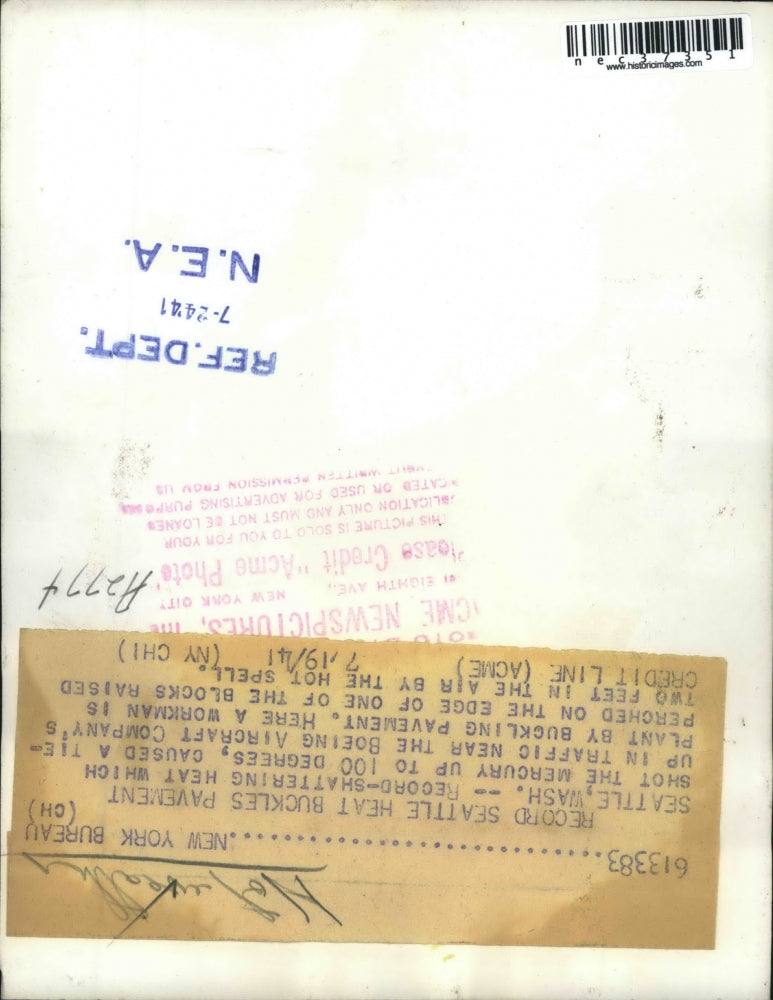 nec37351
www.historicimages.com
Hot Weather
613383................................NEW YORK BUREAU
(CH)
RECORD SEATTLE HEAT BUCKLES PAVEMENT
SEATTLE, WASH. -- RECORD-SHATTERING HEAT WHICH
SHOT THE MERCURY UP TO 100 DEGREES, CAUSED A TIE-
UP IN TRAFFIC NEAR THE BOEING AIRCRAFT COMPANY'S
PLANT BY BUCKLING PAVEMENT. HERE A WORKMAN IS
PERCHED ON THE EDGE OF ONE OF THE BLOCKS RAISED
TWO FEET IN THE AIR BY THE HOT SPELL.
CREDIT LINE (ACME) 7/19/41 (NY CHI)
ACME NEWSPICTURES, INC.
EIGHTH AVE., NEW YORK CITY
Please Credit "Acme Photo"
THIS PICTURE IS SOLD TO YOU FOR YOUR
PUBLICATION ONLY AND MUST NOT BE LOANED
OR USED FOR ADVERTISING PURPOSES
WRITTEN PERMISSION FROM US
REF. DEPT.
7-24-41
N.E.A.